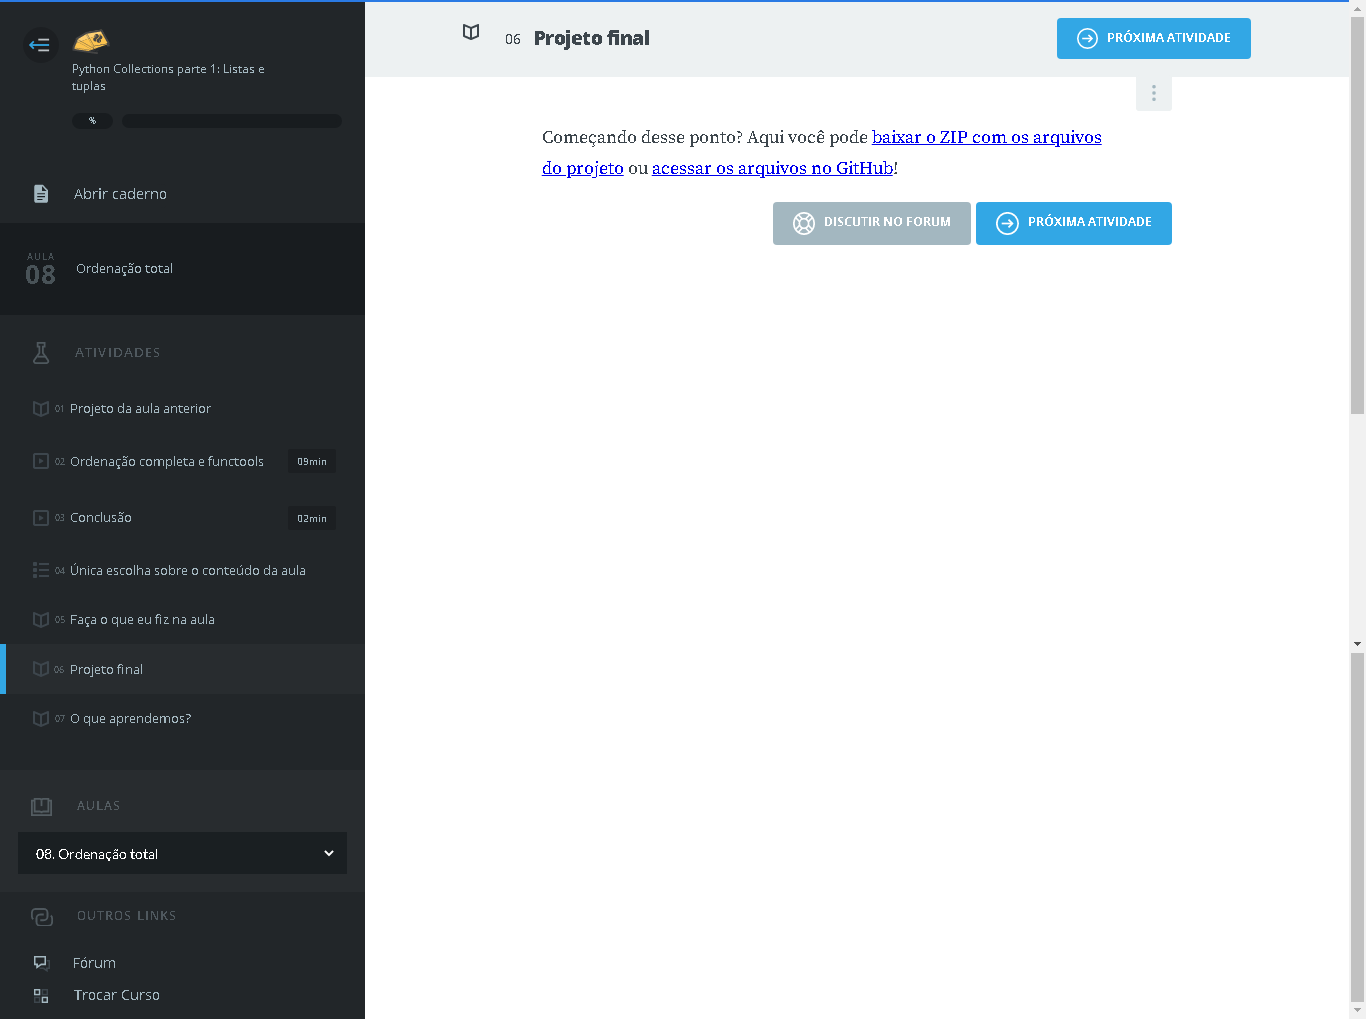 Python Collections parte 1: Listas e
tuplas
%
Abrir caderno
AULA
08
Ordenação total
ATIVIDADES
01 Projeto da aula anterior
02 Ordenação completa e functools 09min
03 Conclusão 02min
04 Única escolha sobre o conteúdo da aula
05 Faça o que eu fiz na aula
06 Projeto final
07 O que aprendemos?
AULAS
08. Ordenação total
OUTROS LINKS
Fórum
Trocar Curso
06 Projeto final
PRÓXIMA ATIVIDADE
Começando desse ponto? Aqui você pode baixar o ZIP com os arquivos
do projeto ou acessar os arquivos no GitHub!
DISCUTIR NO FORUM
PRÓXIMA ATIVIDADE